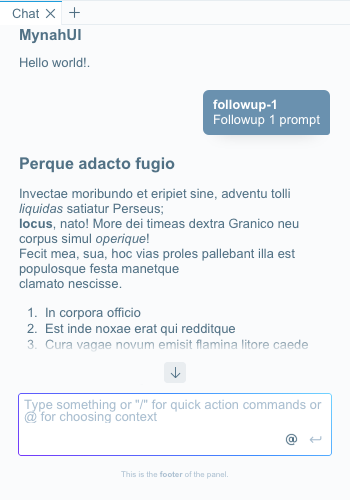 Chat
MynahUI
Hello world!.
followup-1
Followup 1 prompt
Perque adacto fugio
Invectae moribundo et eripiet sine, adventu tolli
liquidas satiatur Perseus;
locus, nato! More dei timeas dextra Granico neu
corpus simul operique!
Fecit mea, sua, hoc vias proles pallebant illa est
populosque festa manetque
clamato nescisse.
1. In corpora officio
2. Est inde noxae erat qui redditque
3. Cura vagae novum emisit flamina litore caede
Type something or "/" for quick action commands or
@ for choosing context
@
This is the footer of the panel.